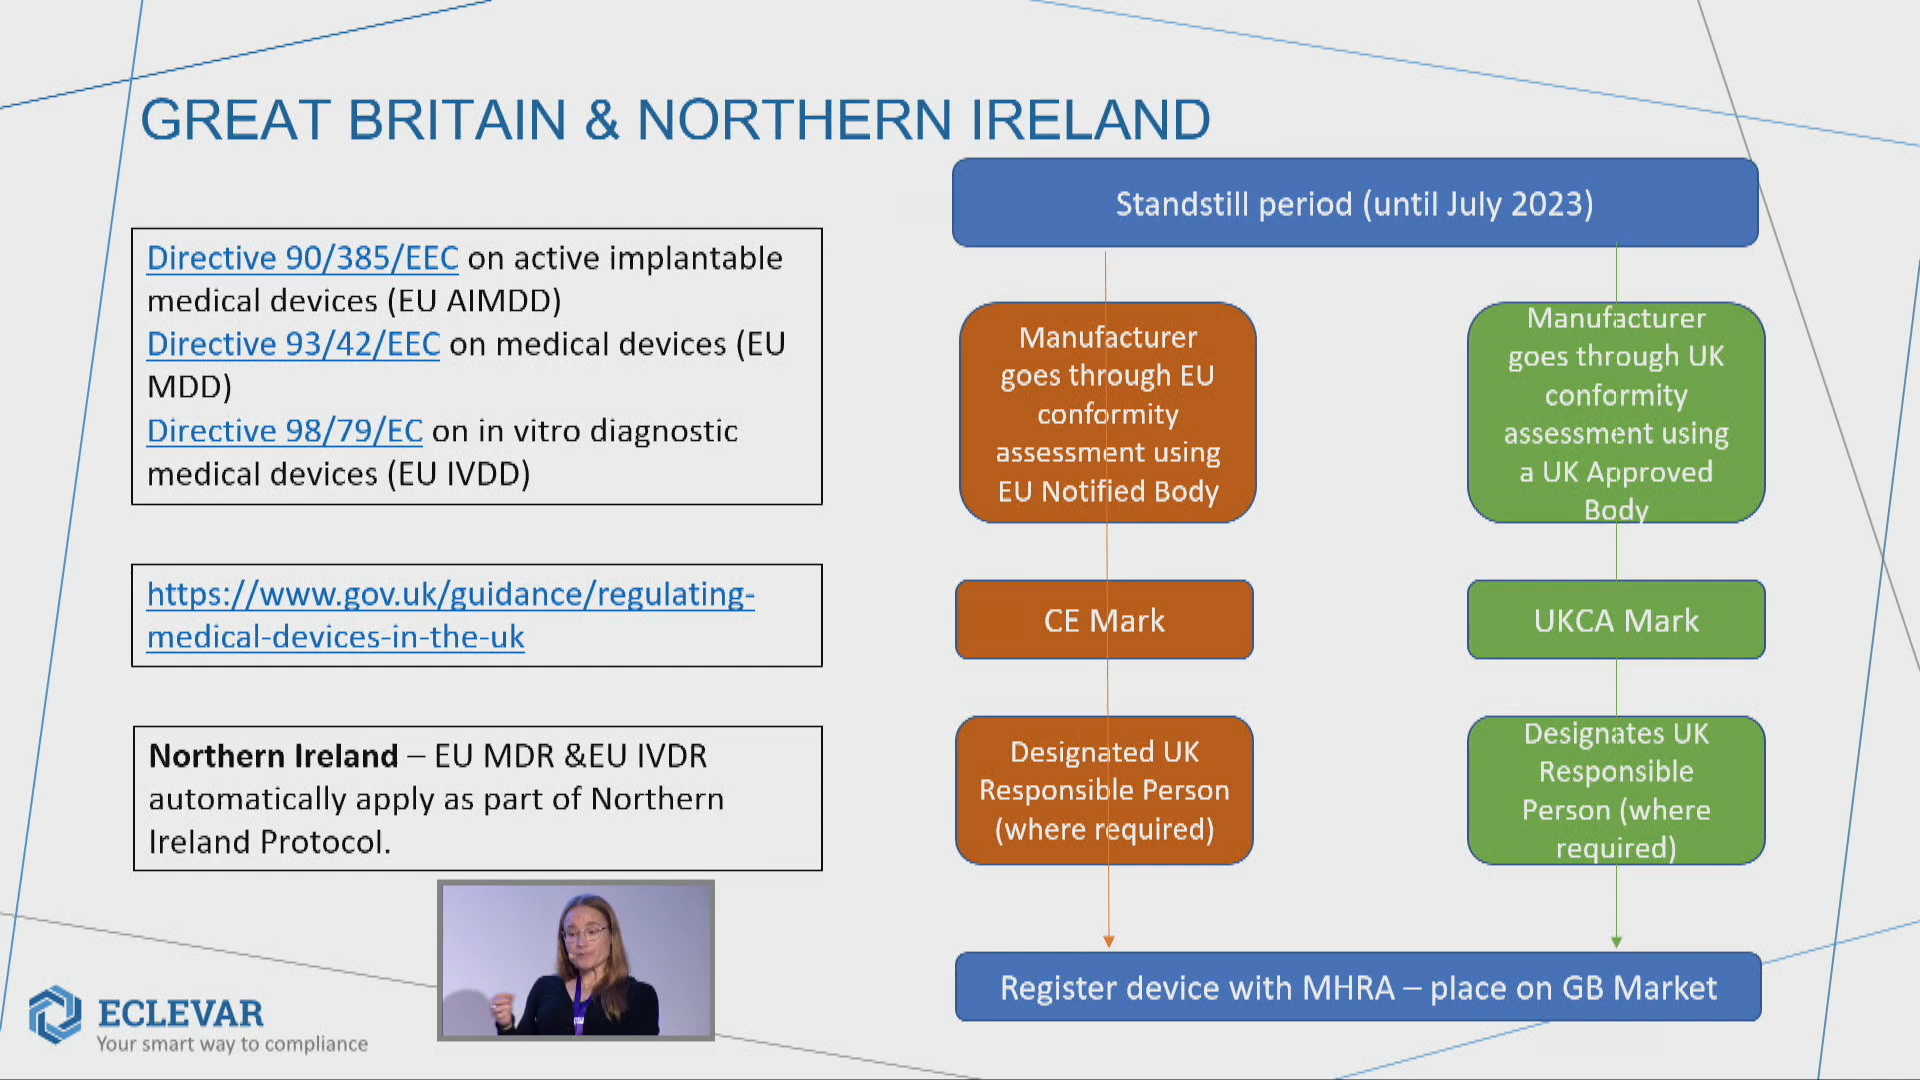 GREAT BRITAIN & NORTHERN IRELAND
Directive 90/385/EEC on active implantable
medical devices (EU AIMDD)
Directive 93/42/EEC on medical devices (EU
MDD)
Directive 98/79/EC on in vitro diagnostic
medical devices (EU IVDD)
https://www.gov.uk/guidance/regulating-
medical-devices-in-the-uk
Northern Ireland – EU MDR &EU IVDR
automatically apply as part of Northern
Ireland Protocol.
Standstill period (until July 2023)
Manufacturer
goes through EU
conformity
assessment using
EU Notified Body
CE Mark
Designated UK
Responsible Person
(where required)
Manufacturer
goes through UK
conformity
assessment using
a UK Approved
Body
UKCA Mark
Designates UK
Responsible
Person (where
required)
Register device with MHRA – place on GB Market
ECLEVAR
Your smart way to compliance